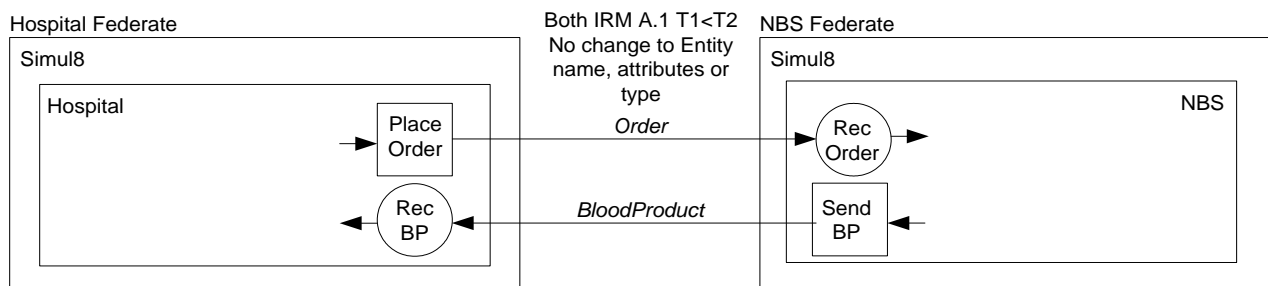 Hospital Federate
Both IRM A.1 T1<T2
No change to Entity
name, attributes or
type
NBS Federate
Simul8
Simul8
Hospital
NBS
Place
Order
Order
Rec
Order
Rec
BP
BloodProduct
Send
BP